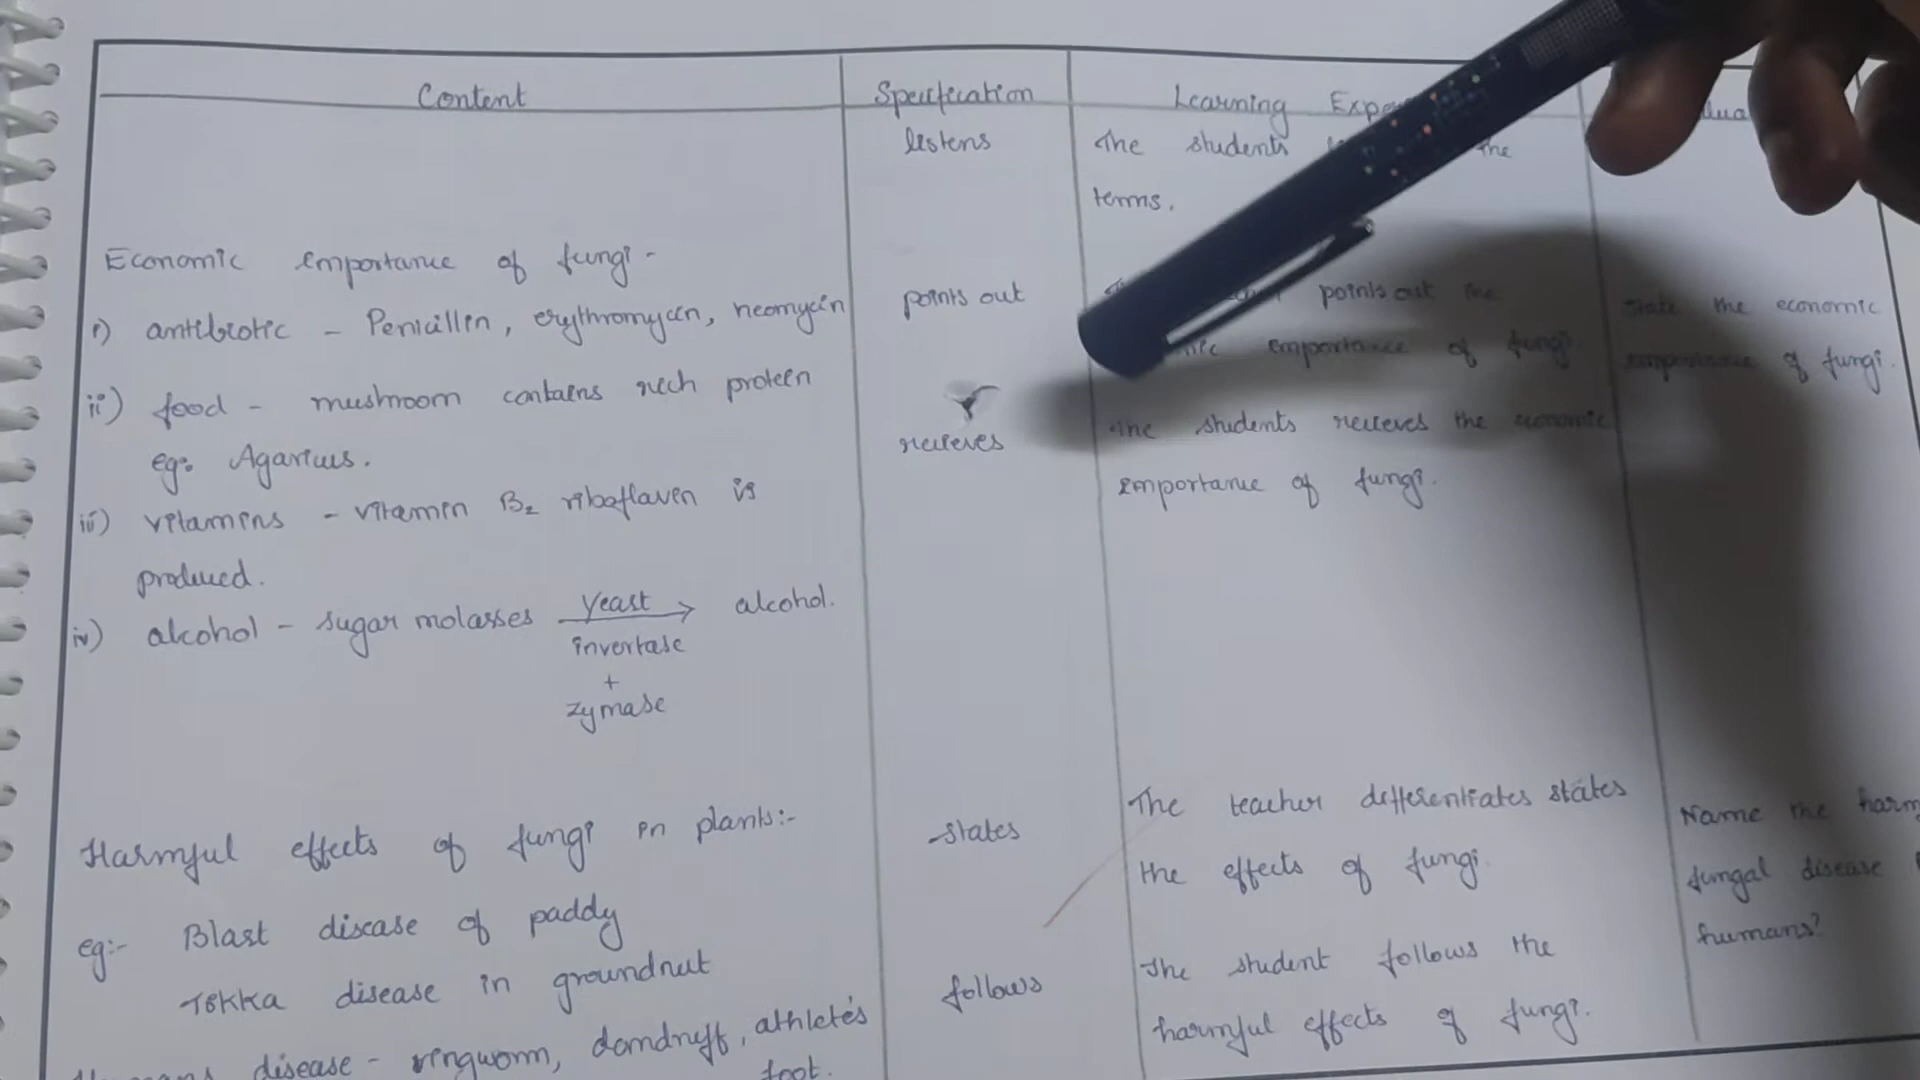 Content
Specification
Learning
listens
The students the
terms.
Economic importance of fungi -
i) antibiotic - Penicillin, erythromycin, neomycin
points out
points out the
importance of fungi.
State the economic
importance of fungi.
ii) food - mushroom contains rich protein
eg:- Agaricus.
recieves
The students recieves the economic
importance of fungi.
iii) vitamins - vitamin B2 riboflavin is
produced.
iv) alcohol - sugar molasses yeast → alcohol.
invertase
+
zymase
Harmful effects of fungi in plants:-
states
The teacher differentiates states
the effects of fungi.
Name the
fungal disease
humans?
eg:- Blast disease of paddy
Tikka disease in groundnut
follows
The student follows the
harmful effects of fungi.
disease - ringworm, dandruff, athlete's
foot.